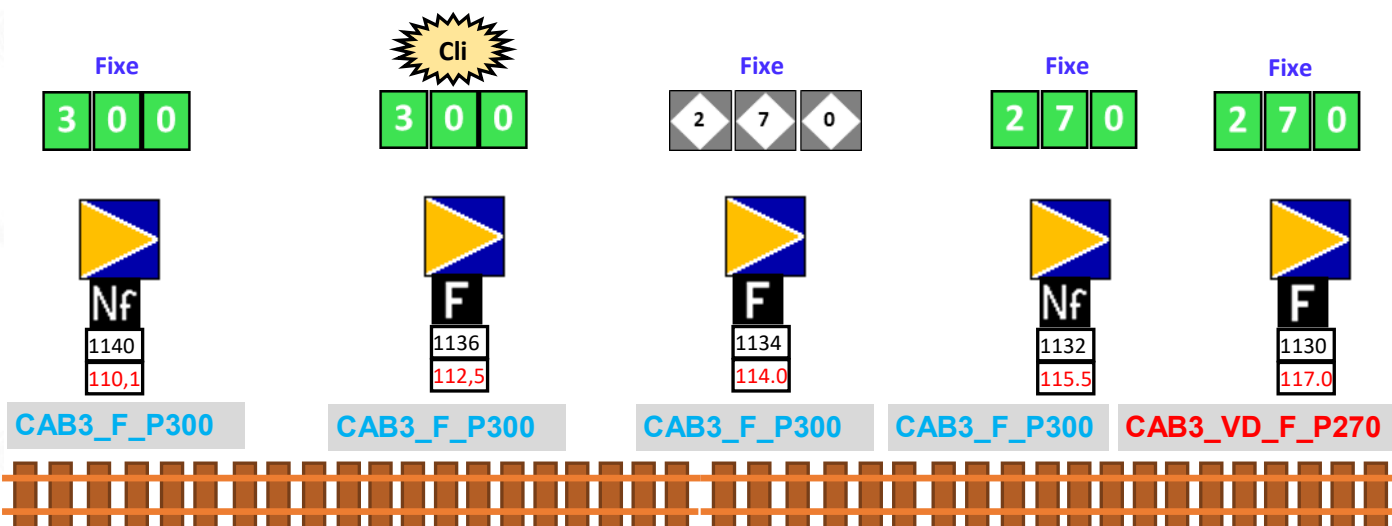 Fixe
Cli
Fixe
Fixe
Fixe
3 0 0
3 0 0
2 7 0
2 7 0
2 7 0
Nf
F
F
Nf
F
1140
1136
1134
1132
1130
110,1
112,5
114.0
115.5
117.0
CAB3_F_P300
CAB3_F_P300
CAB3_F_P300
CAB3_F_P300
CAB3_VD_F_P270